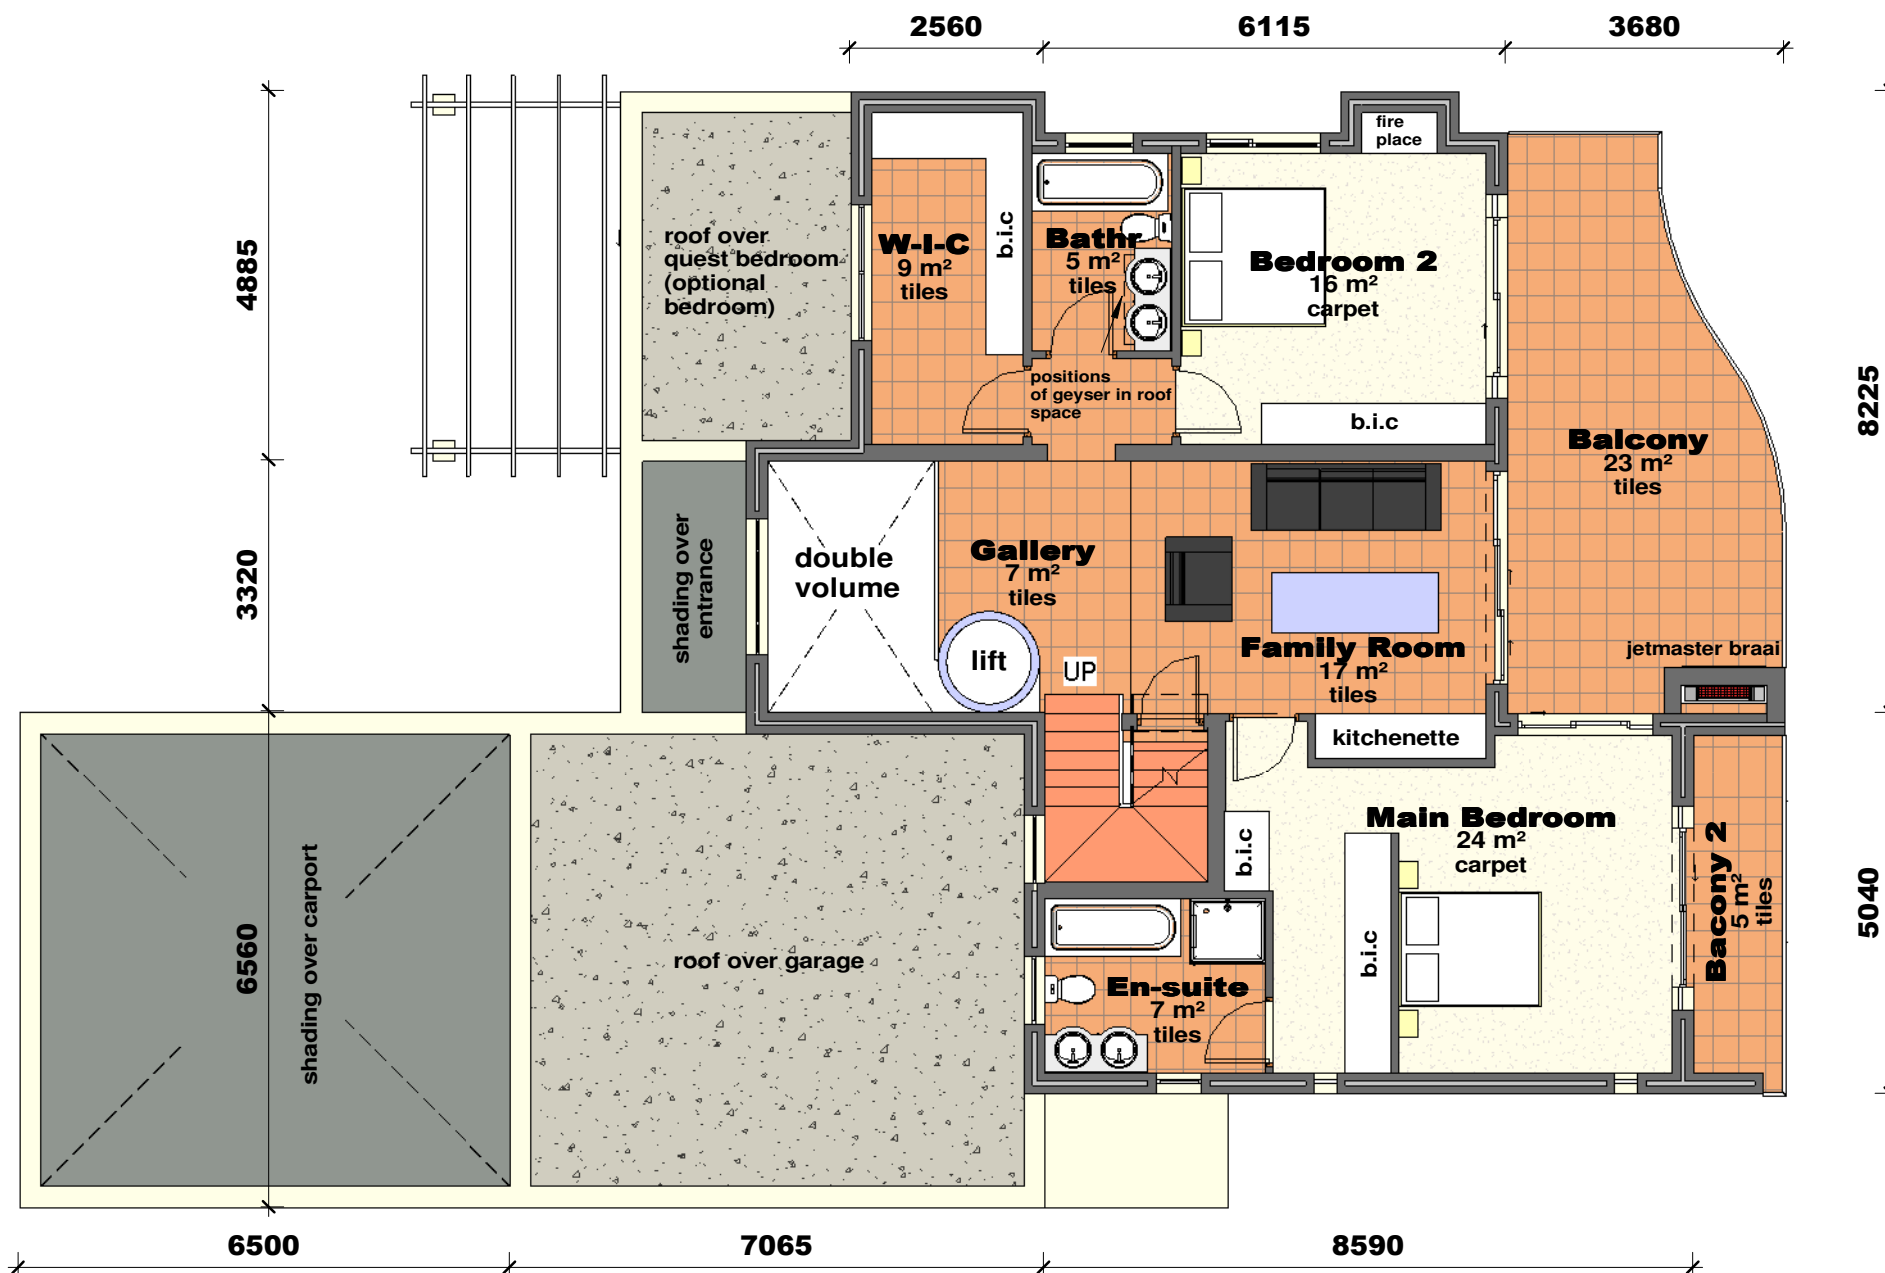 2560
6115
3680
fire
place
roof over
quest bedroom
(optional
bedroom)
4885
W-I-C
9 m²
tiles
b.i.c
Bathr
5 m²
tiles
Bedroom 2
16 m²
carpet
positions
of geyser in roof
space
b.i.c
8225
Balcony
23 m²
tiles
3320
shading over
entrance
double
volume
Gallery
7 m²
tiles
lift
UP
Family Room
17 m²
tiles
jetmaster braai
kitchenette
6560
shading over carport
roof over garage
b.i.c
Main Bedroom
24 m²
carpet
b.i.c
Bacony 2
5 m²
tiles
5040
En-suite
7 m²
tiles
6500
7065
8590